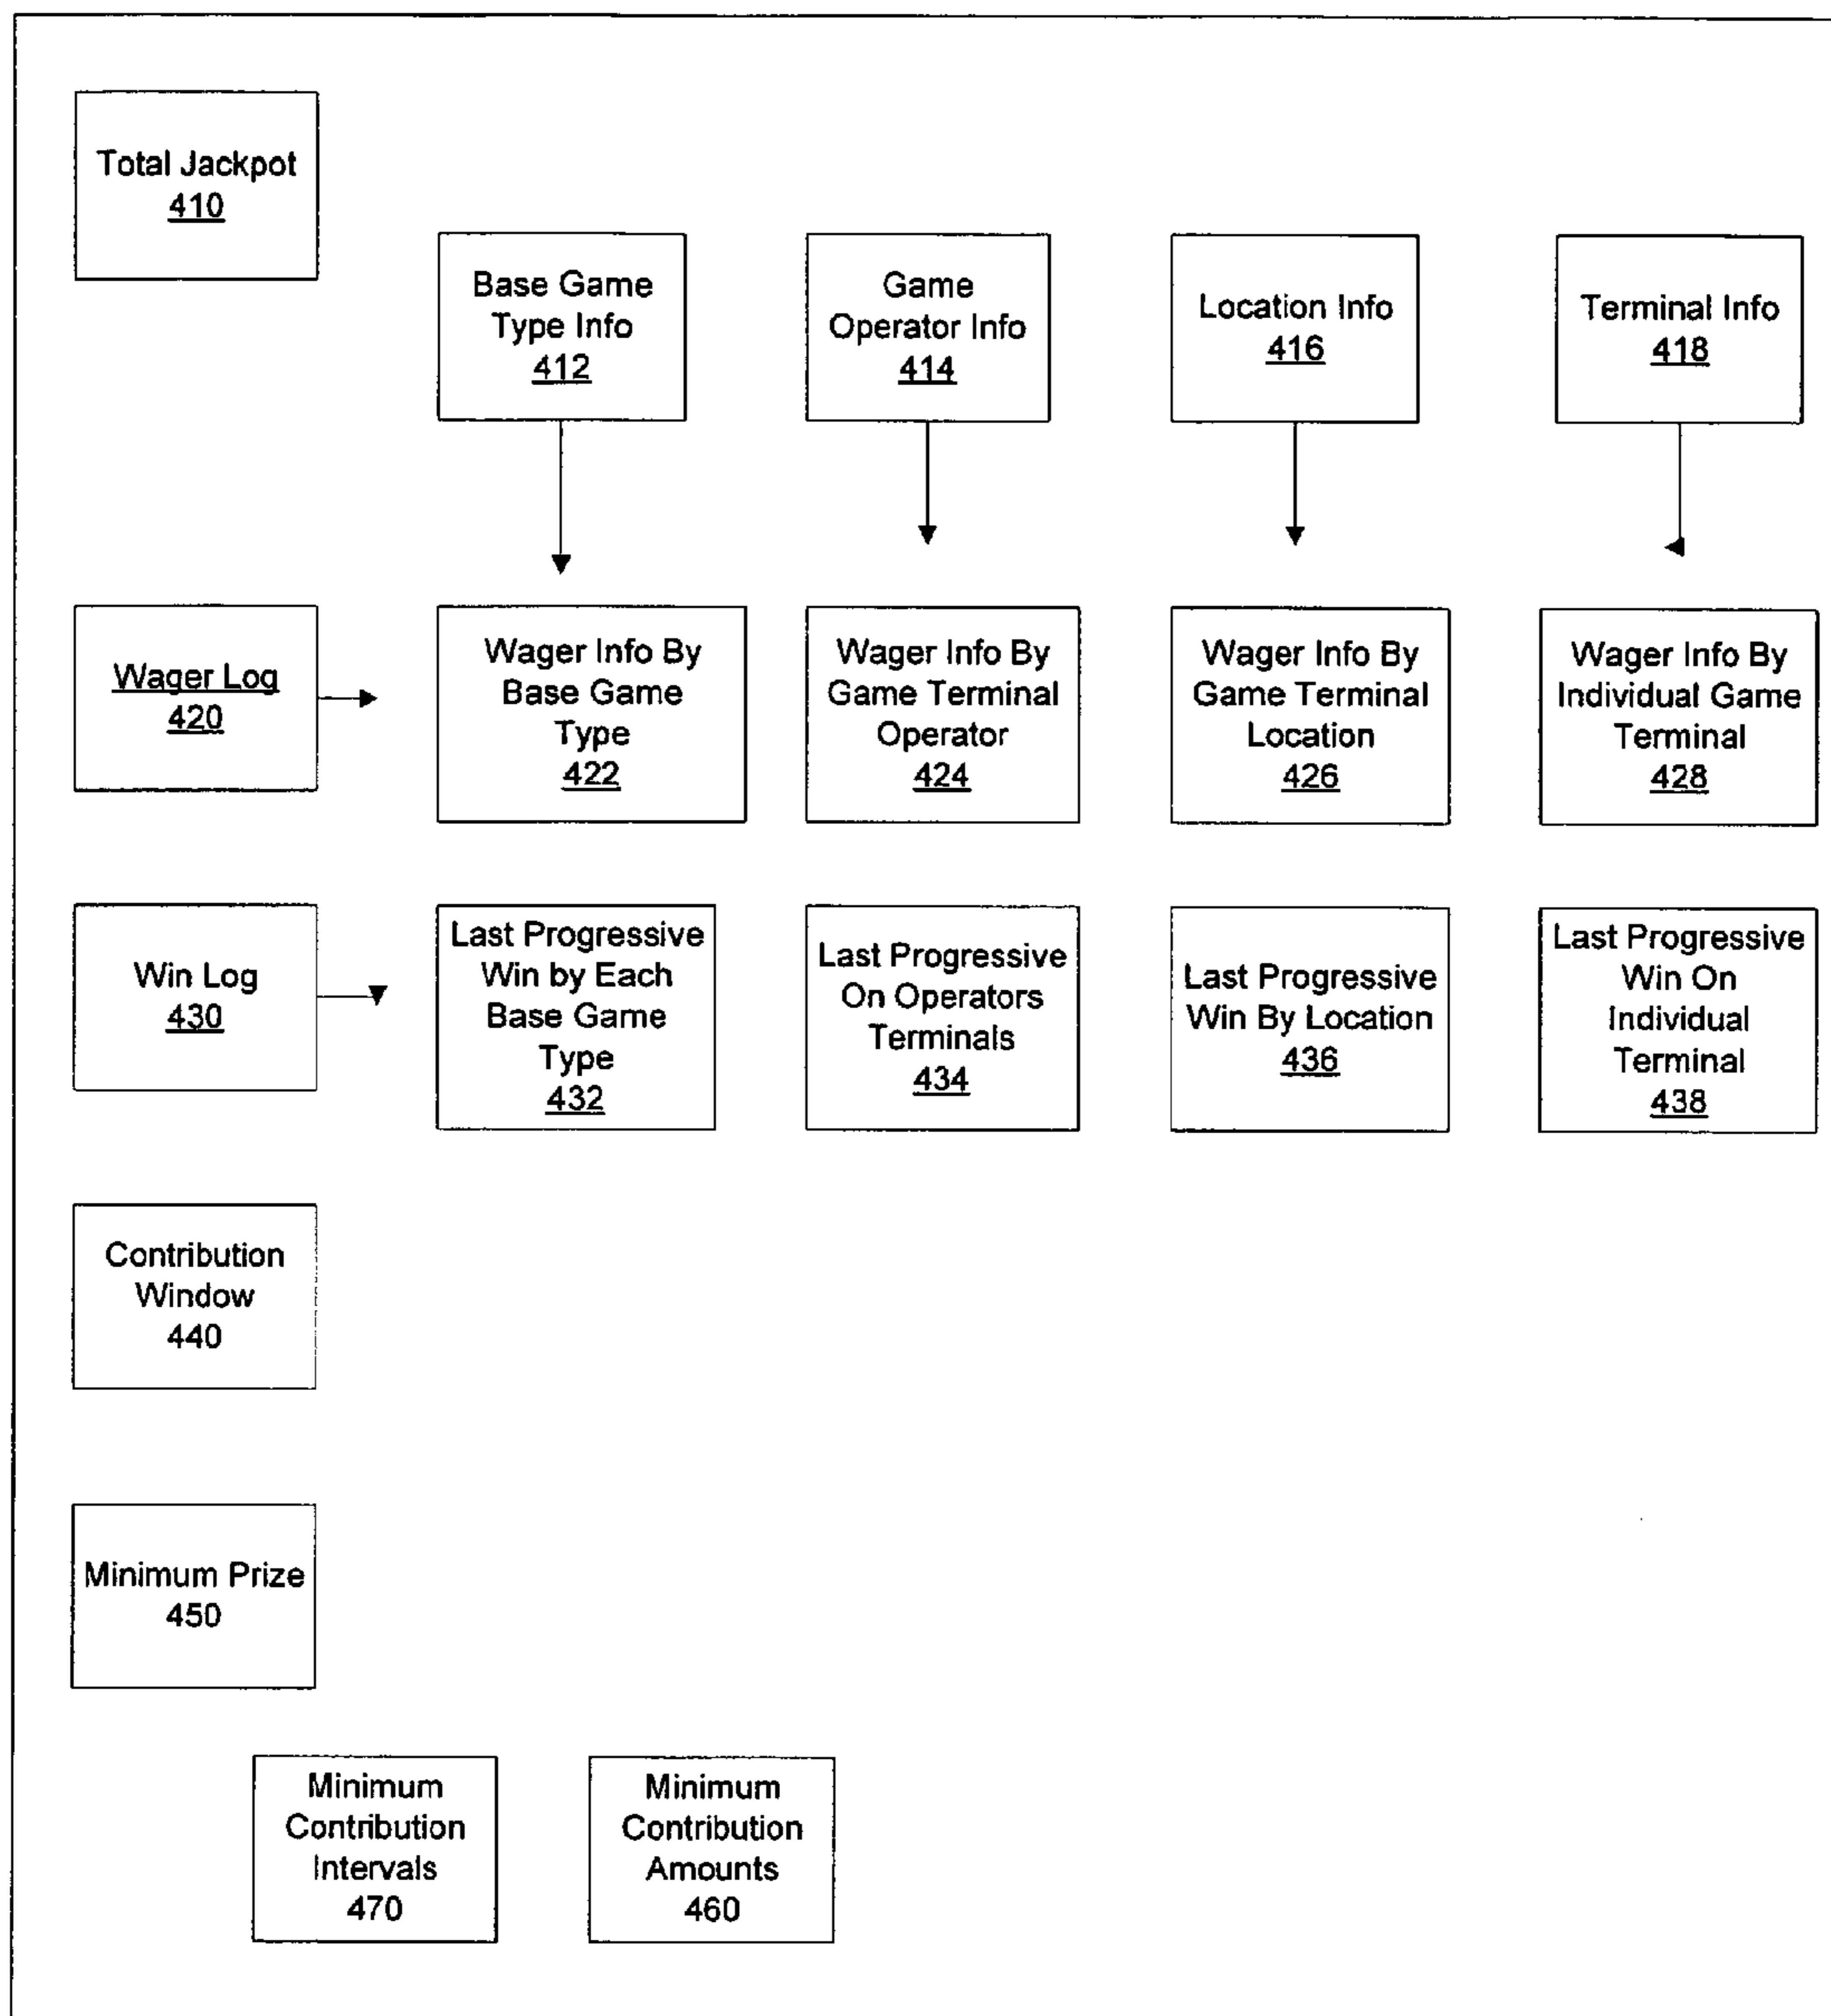 Total Jackpot
410
Base Game
Type Info
412
Game
Operator Info
414
Location Info
416
Terminal Info
418
Wager Log
420
Wager Info By
Base Game
Type
422
Wager Info By
Game Terminal
Operator
424
Wager Info By
Game Terminal
Location
426
Wager Info By
Individual Game
Terminal
428
Win Log
430
Last Progressive
Win by Each
Base Game
Type
432
Last Progressive
On Operators
Terminals
434
Last Progressive
Win By Location
436
Last Progressive
Win On
Individual
Terminal
438
Contribution
Window
440
Minimum Prize
450
Minimum
Contribution
Intervals
470
Minimum
Contribution
Amounts
460